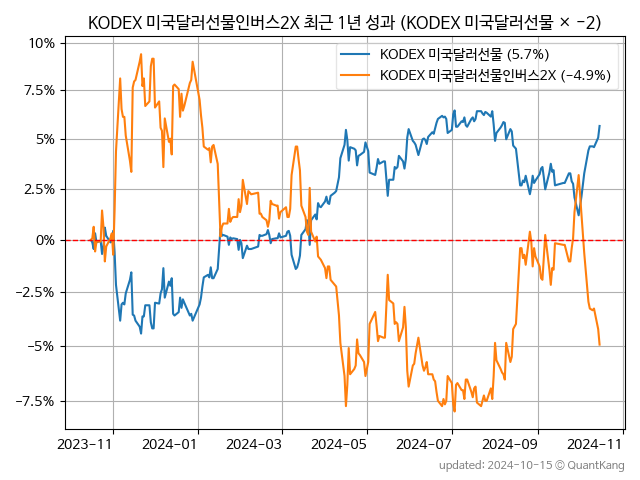 KODEX 미국달러선물인버스2X 최근 1년 성과 (KODEX 미국달러선물 × −2)
KODEX 미국달러선물 (5.7%)
KODEX 미국달러선물인버스2X (−4.9%)
10%
7.5%
5%
2.5%
0%
−2.5%
−5%
−7.5%
2023-11 2024-01 2024-03 2024-05 2024-07 2024-09 2024-11
updated: 2024-10-15 © QuantKang